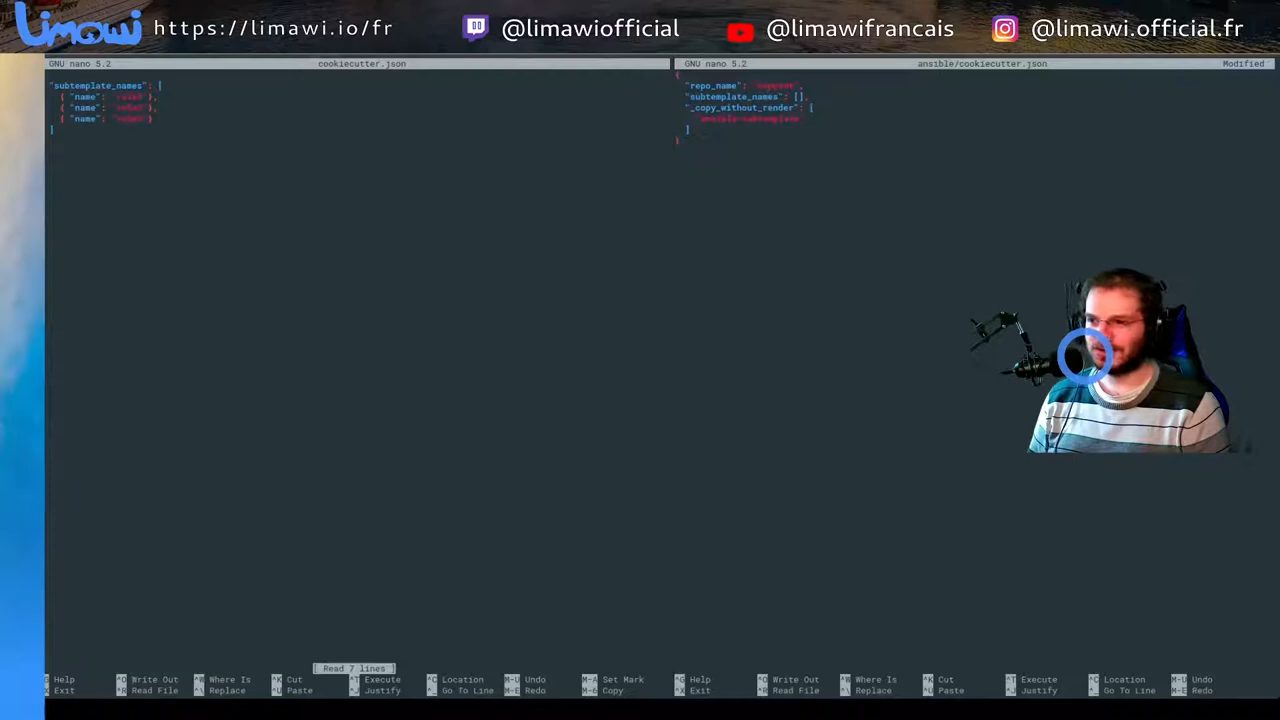 Limawi https://limawi.io/fr @limawiofficial @limawifrancais @limawi.official.fr
GNU nano 5.2 cookiecutter.json
"subtemplate_names": [
{ "name": },
{ "name": },
{ "name": }
]
[ Read 7 lines ]
Help ^O Write Out ^W Where Is ^K Cut ^T Execute ^C Location M-U Undo M-A Set Mark
Exit ^R Read File ^\ Replace ^U Paste ^J Justify ^_ Go To Line M-E Redo M-6 Copy
GNU nano 5.2 ansible/cookiecutter.json Modified
{
"repo_name": ,
"subtemplate_names": [],
"_copy_without_render": [
]
}
^G Help ^O Write Out ^W Where Is ^K Cut ^T Execute ^C Location M-U Undo
^X Exit ^R Read File ^\ Replace ^U Paste ^J Justify ^_ Go To Line M-E Redo